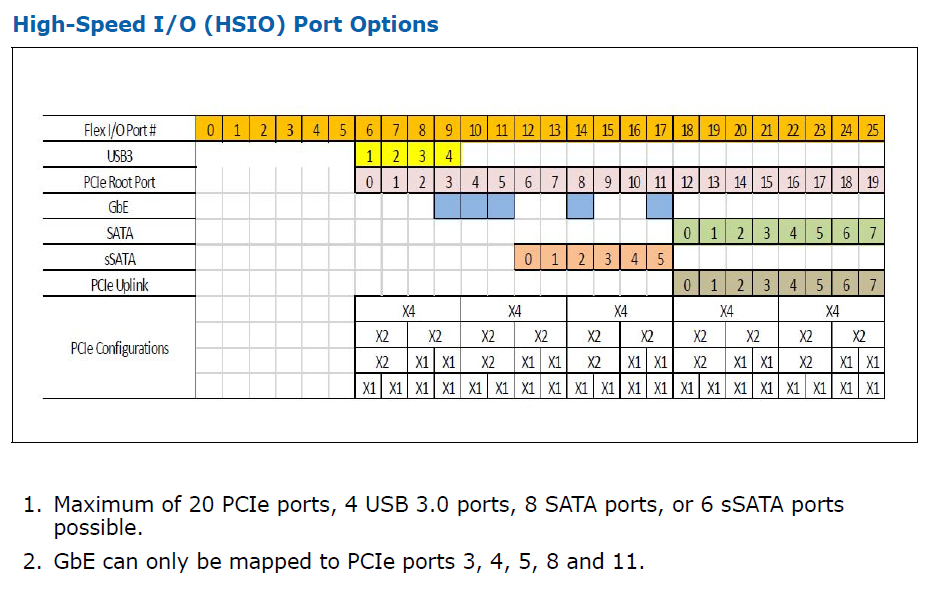 High-Speed I/O (HSIO) Port Options
Flex I/O Port # 0 1 2 3 4 5 6 7 8 9 10 11 12 13 14 15 16 17 18 19 20 21 22 23 24 25
USB3 1 2 3 4
PCIe Root Port 0 1 2 3 4 5 6 7 8 9 10 11 12 13 14 15 16 17 18 19
GbE
SATA 0 1 2 3 4 5 6 7
sSATA 0 1 2 3 4 5
PCIe Uplink 0 1 2 3 4 5 6 7
PCIe Configurations
X4 X4 X4 X4 X4
X2 X2 X2 X2 X2 X2 X2 X2 X2 X2
X2 X1 X1 X2 X1 X1 X2 X1 X1 X2 X1 X1 X2 X1 X1
X1 X1 X1 X1 X1 X1 X1 X1 X1 X1 X1 X1 X1 X1 X1 X1 X1 X1 X1 X1
1. Maximum of 20 PCIe ports, 4 USB 3.0 ports, 8 SATA ports, or 6 sSATA ports
possible.
2. GbE can only be mapped to PCIe ports 3, 4, 5, 8 and 11.